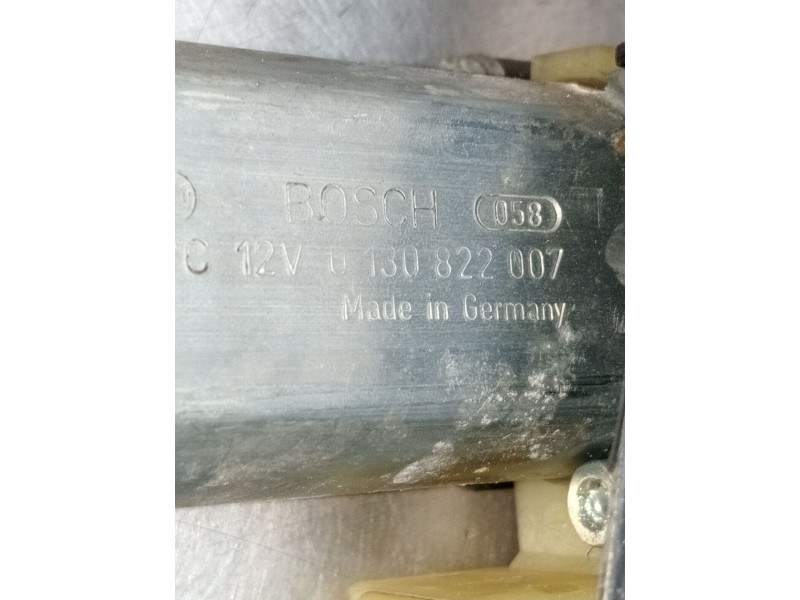 BOSCH 058
C 12V 0 130 822 007
Made in Germany